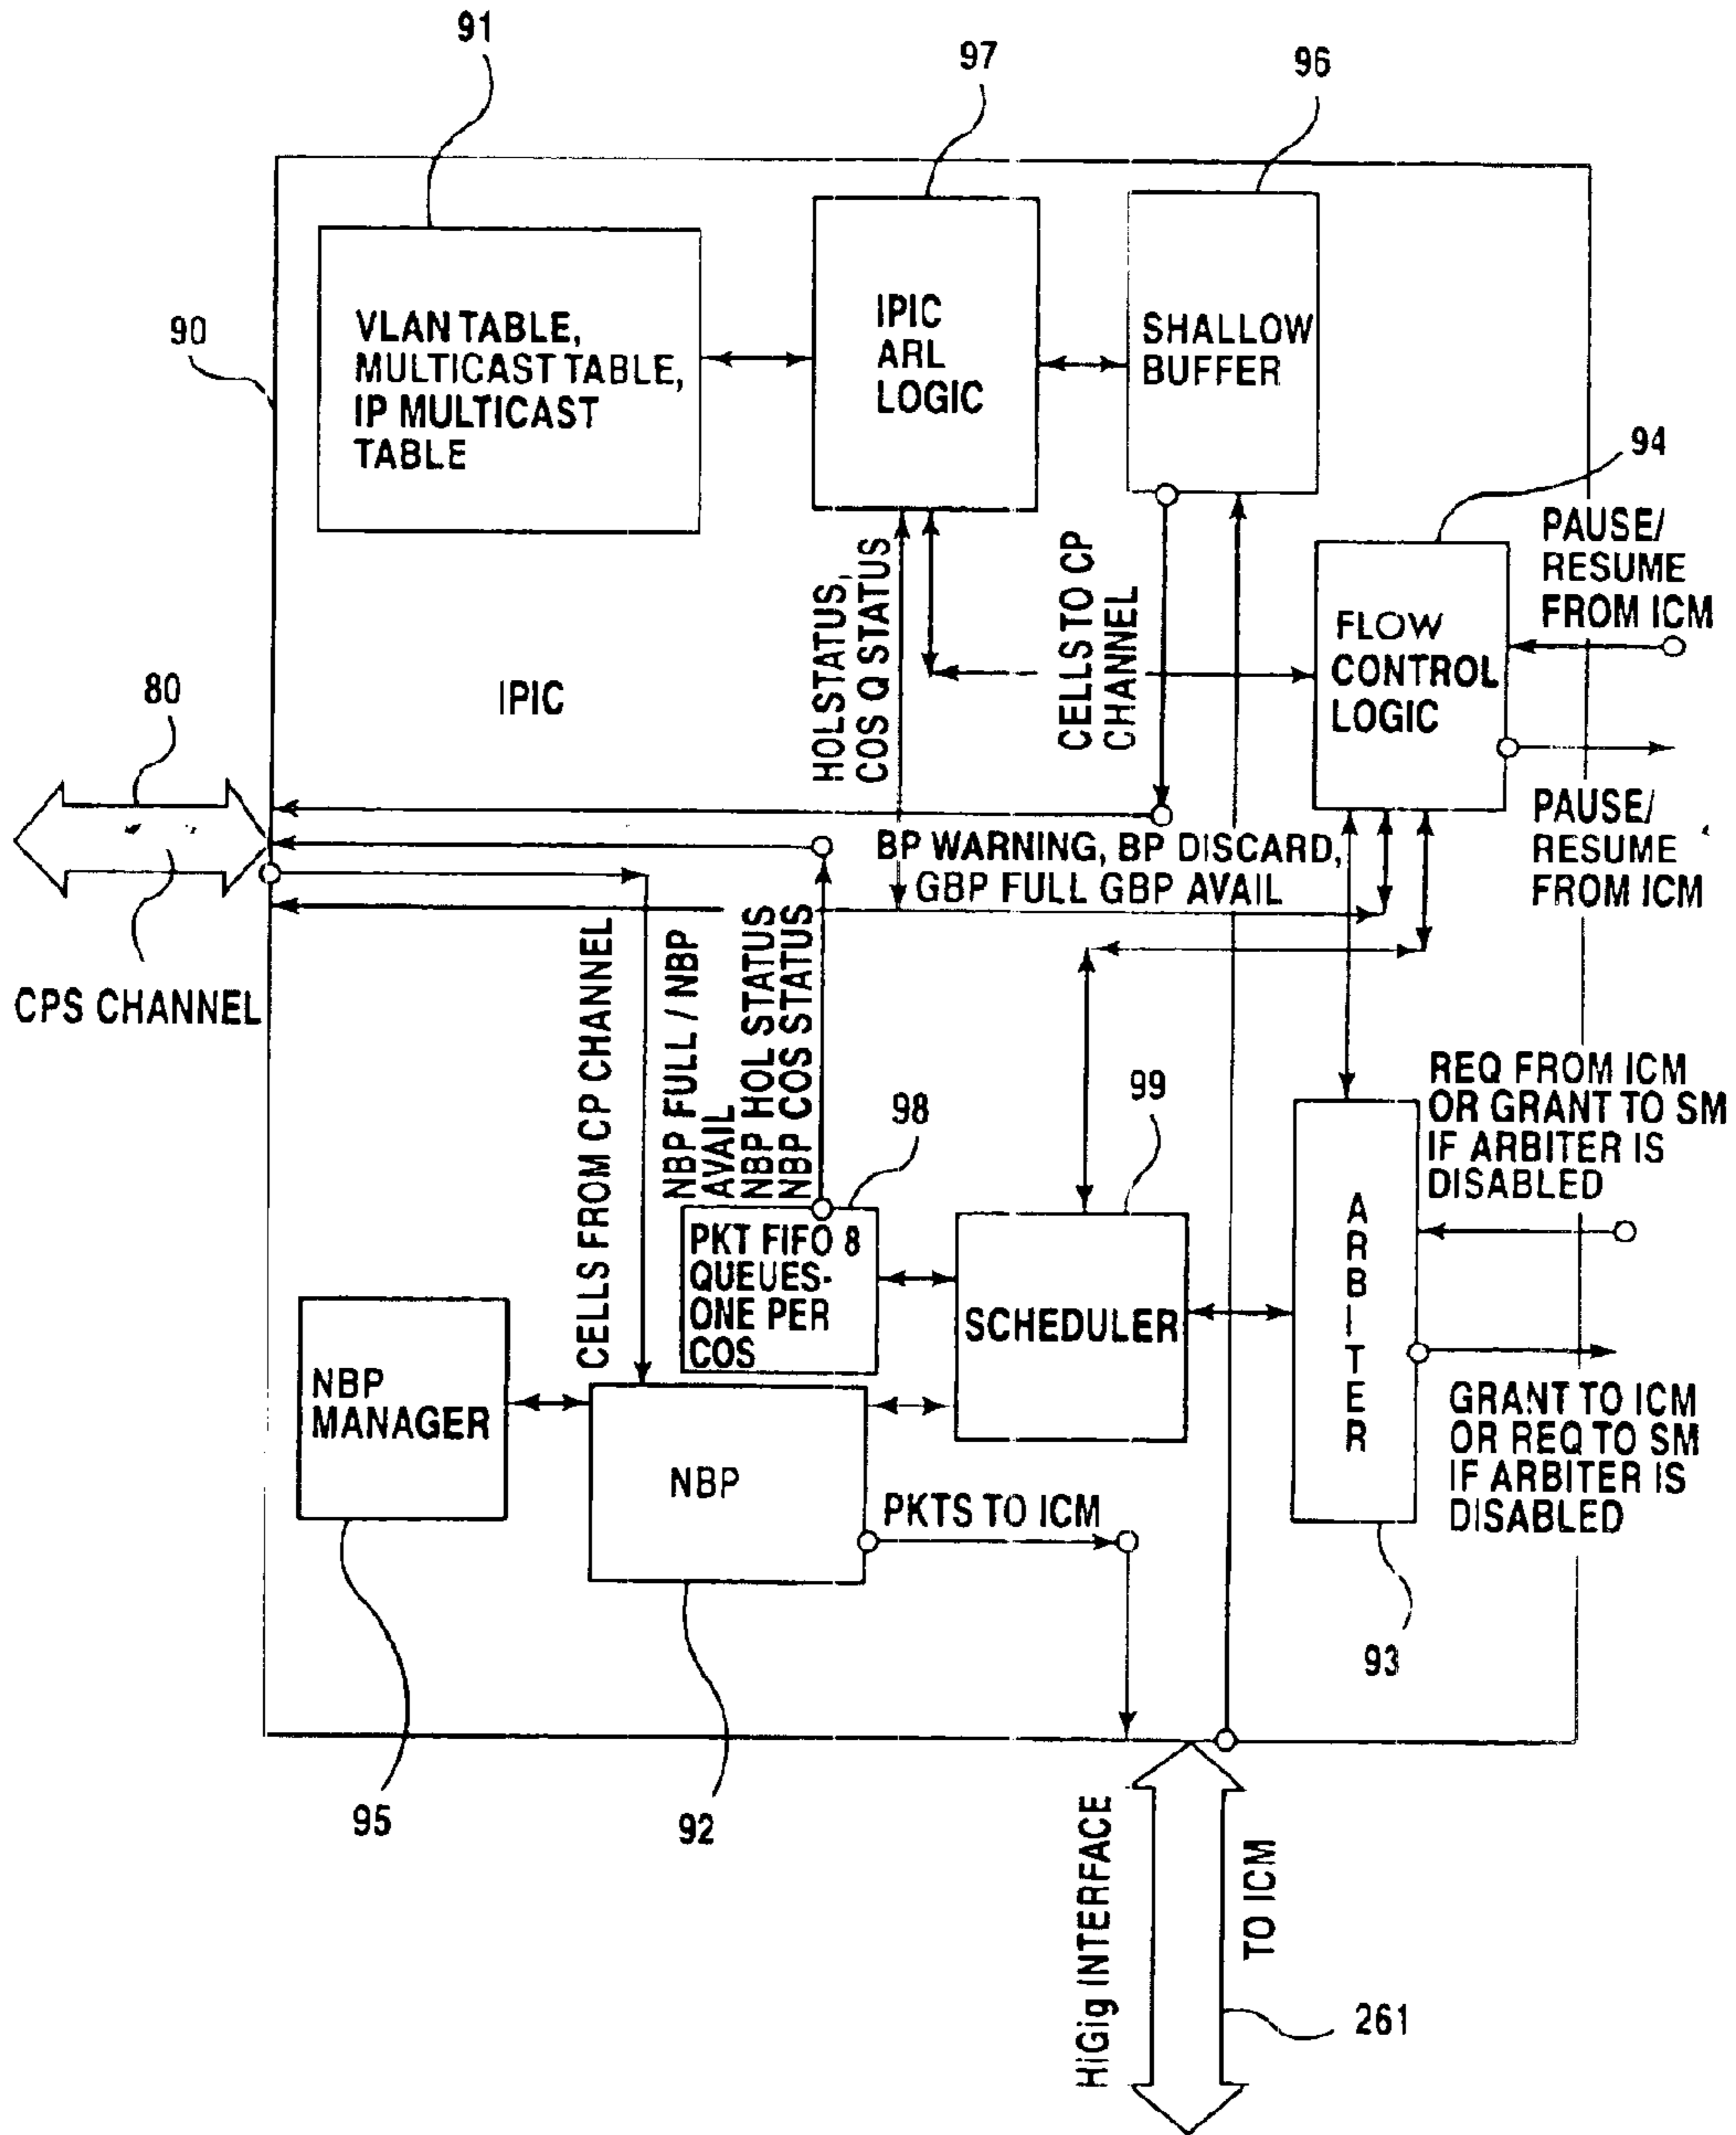 91
97
96
90
VLAN TABLE,
MULTICAST TABLE,
IP MULTICAST
TABLE
IPIC
ARL
LOGIC
SHALLOW
BUFFER
94
PAUSE/
RESUME
FROM ICM
HOLSTATUS,
COS Q STATUS
CELLS TO CP
CHANNEL
FLOW
CONTROL
LOGIC
80
IPIC
PAUSE/
RESUME
FROM ICM
BP WARNING, BP DISCARD,
GBP FULL GBP AVAIL
CPS CHANNEL
CELLS FROM CP CHANNEL
NBP FULL / NBP
AVAIL
NBP HOL STATUS
NBP COS STATUS
98
99
REQ FROM ICM
OR GRANT TO SM
IF ARBITER IS
DISABLED
PKT FIFO 8
QUEUES-
ONE PER
COS
SCHEDULER
ARBITER
NBP
MANAGER
NBP
PKTS TO ICM
GRANT TO ICM
OR REQ TO SM
IF ARBITER IS
DISABLED
93
95
92
HiGig INTERFACE
TO ICM
261